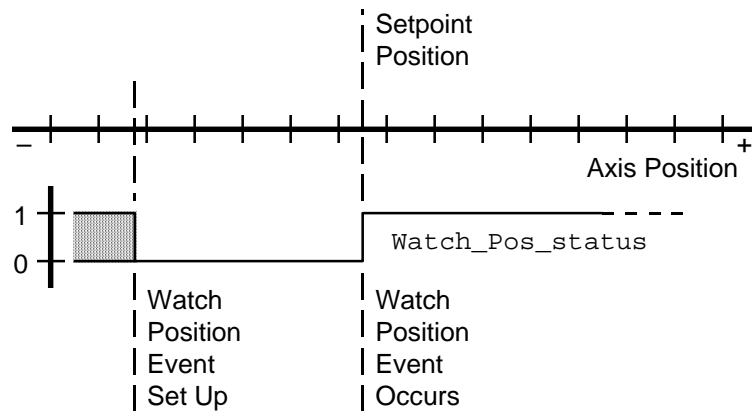 Setpoint
Position
– +
Axis Position
1
0
Watch_Pos_status
Watch
Position
Event
Set Up
Watch
Position
Event
Occurs